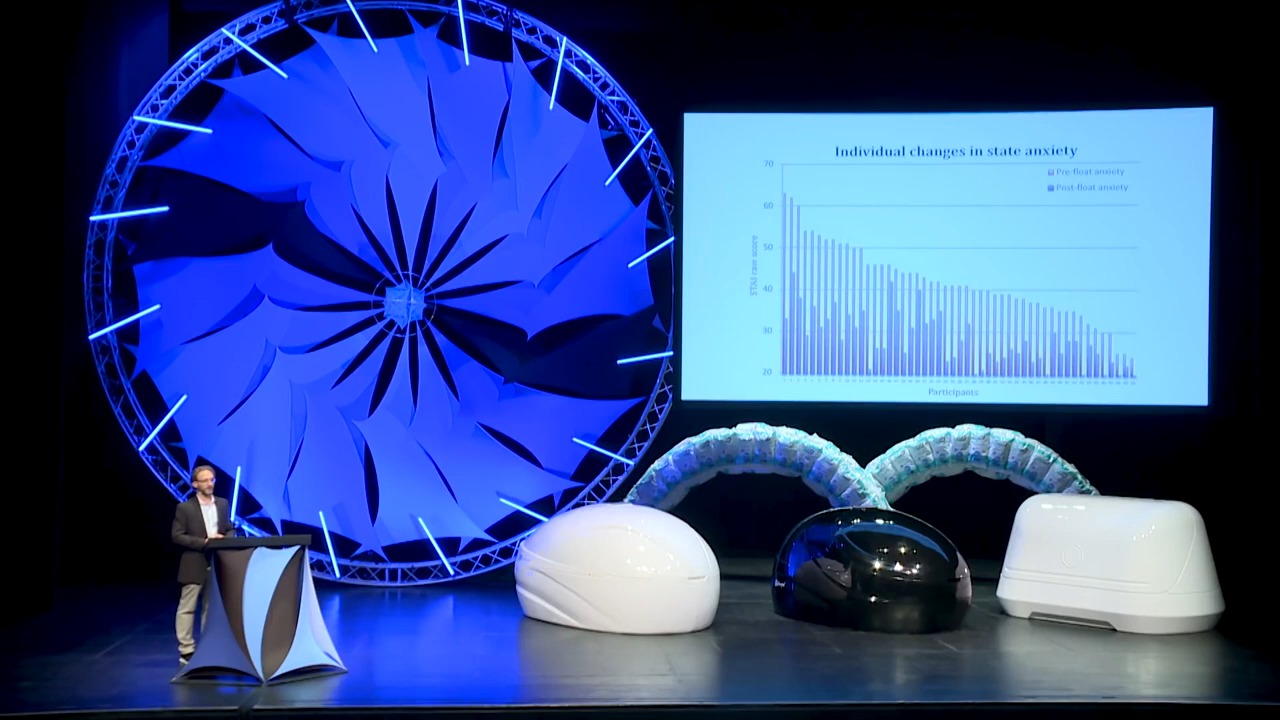 Individual changes in state anxiety
70
Pre-float anxiety
Post-float anxiety
60
50
STAI raw score
40
30
20
Participants